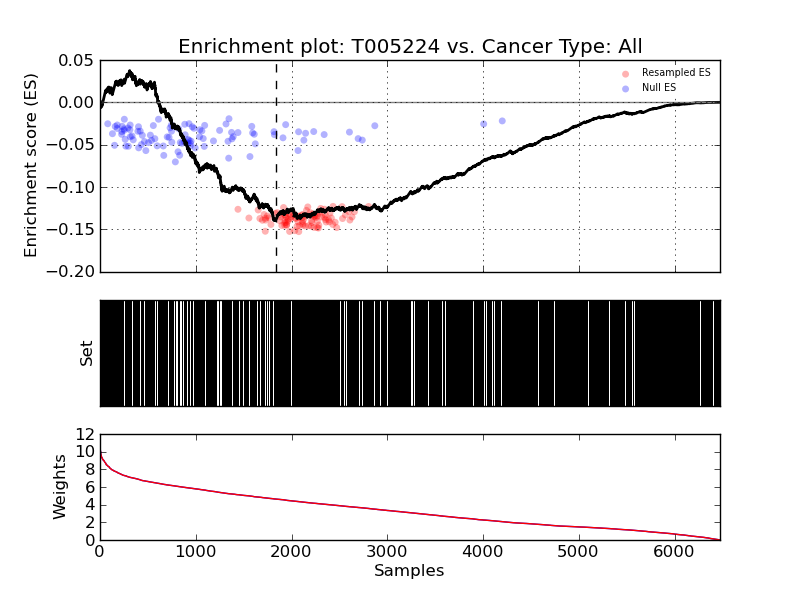 Enrichment plot: T005224 vs. Cancer Type: All
Enrichment score (ES)
0.05
0.00
−0.05
−0.10
−0.15
−0.20
Resampled ES
Null ES
Set
Weights
12
10
8
6
4
2
0
0 1000 2000 3000 4000 5000 6000
Samples